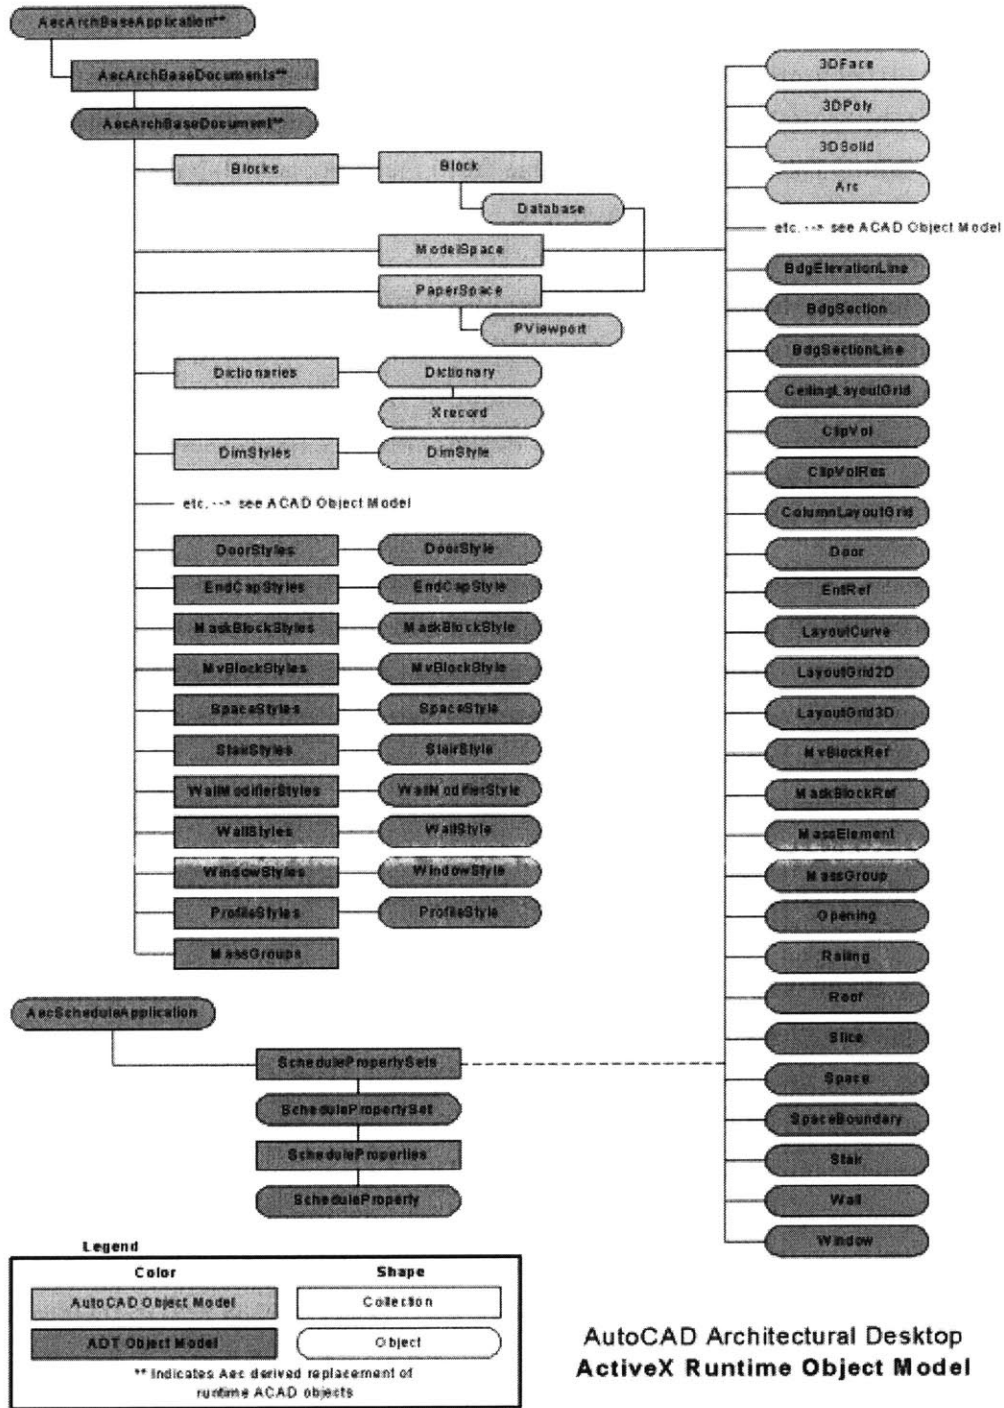 AecArchBaseApplication**
AecArchBaseDocuments**
AecArchBaseDocument**
Blocks
Block
Database
ModelSpace
PaperSpace
PViewport
Dictionaries
Dictionary
Xrecord
DimStyles
DimStyle
etc. --> see ACAD Object Model
DoorStyles
DoorStyle
EndCapStyles
EndCapStyle
MaskBlockStyles
MaskBlockStyle
MvBlockStyles
MvBlockStyle
SpaceStyles
SpaceStyle
StairStyles
StairStyle
WallModifierStyles
WallModifierStyle
WallStyles
WallStyle
WindowStyles
WindowStyle
ProfileStyles
ProfileStyle
MassGroups
3DFace
3DPoly
3DSolid
Arc
etc. --> see ACAD Object Model
BdgElevationLine
BdgSection
BdgSectionLine
CeilingLayoutGrid
ClipVol
ClipVolRes
ColumnLayoutGrid
Door
EntRef
LayoutCurve
LayoutGrid2D
LayoutGrid3D
MvBlockRef
MaskBlockRef
MassElement
MassGroup
Opening
Railing
Roof
Slice
Space
SpaceBoundary
Stair
Wall
Window
AecScheduleApplication
SchedulePropertySets
SchedulePropertySet
ScheduleProperties
ScheduleProperty
Legend
Color
Shape
AutoCAD Object Model
Collection
ADT Object Model
Object
** Indicates Aec derived replacement of
runtime ACAD objects
AutoCAD Architectural Desktop
ActiveX Runtime Object Model